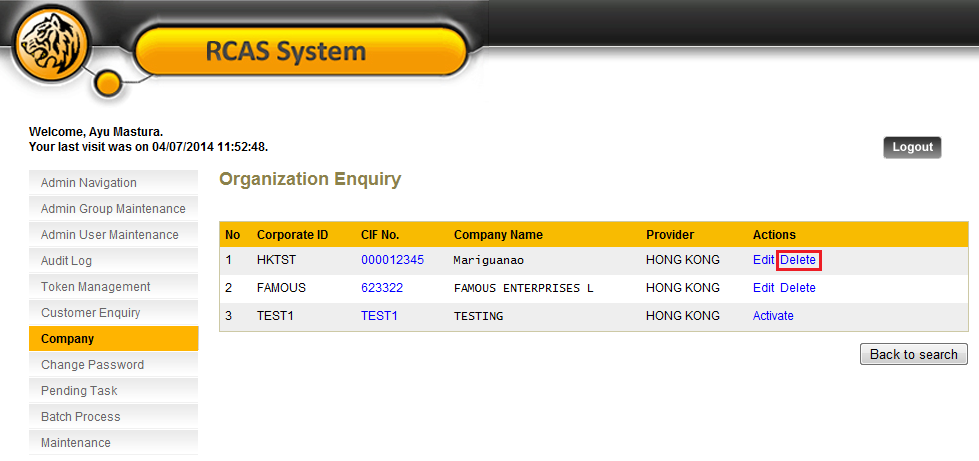 RCAS System
Welcome, Ayu Mastura.
Your last visit was on 04/07/2014 11:52:48.
Logout
Admin Navigation
Admin Group Maintenance
Admin User Maintenance
Audit Log
Token Management
Customer Enquiry
Company
Change Password
Pending Task
Batch Process
Maintenance
Organization Enquiry
No Corporate ID CIF No. Company Name Provider Actions
1 HKTST 000012345 Mariguanao HONG KONG Edit Delete
2 FAMOUS 623322 FAMOUS ENTERPRISES L HONG KONG Edit Delete
3 TEST1 TEST1 TESTING HONG KONG Activate
Back to search